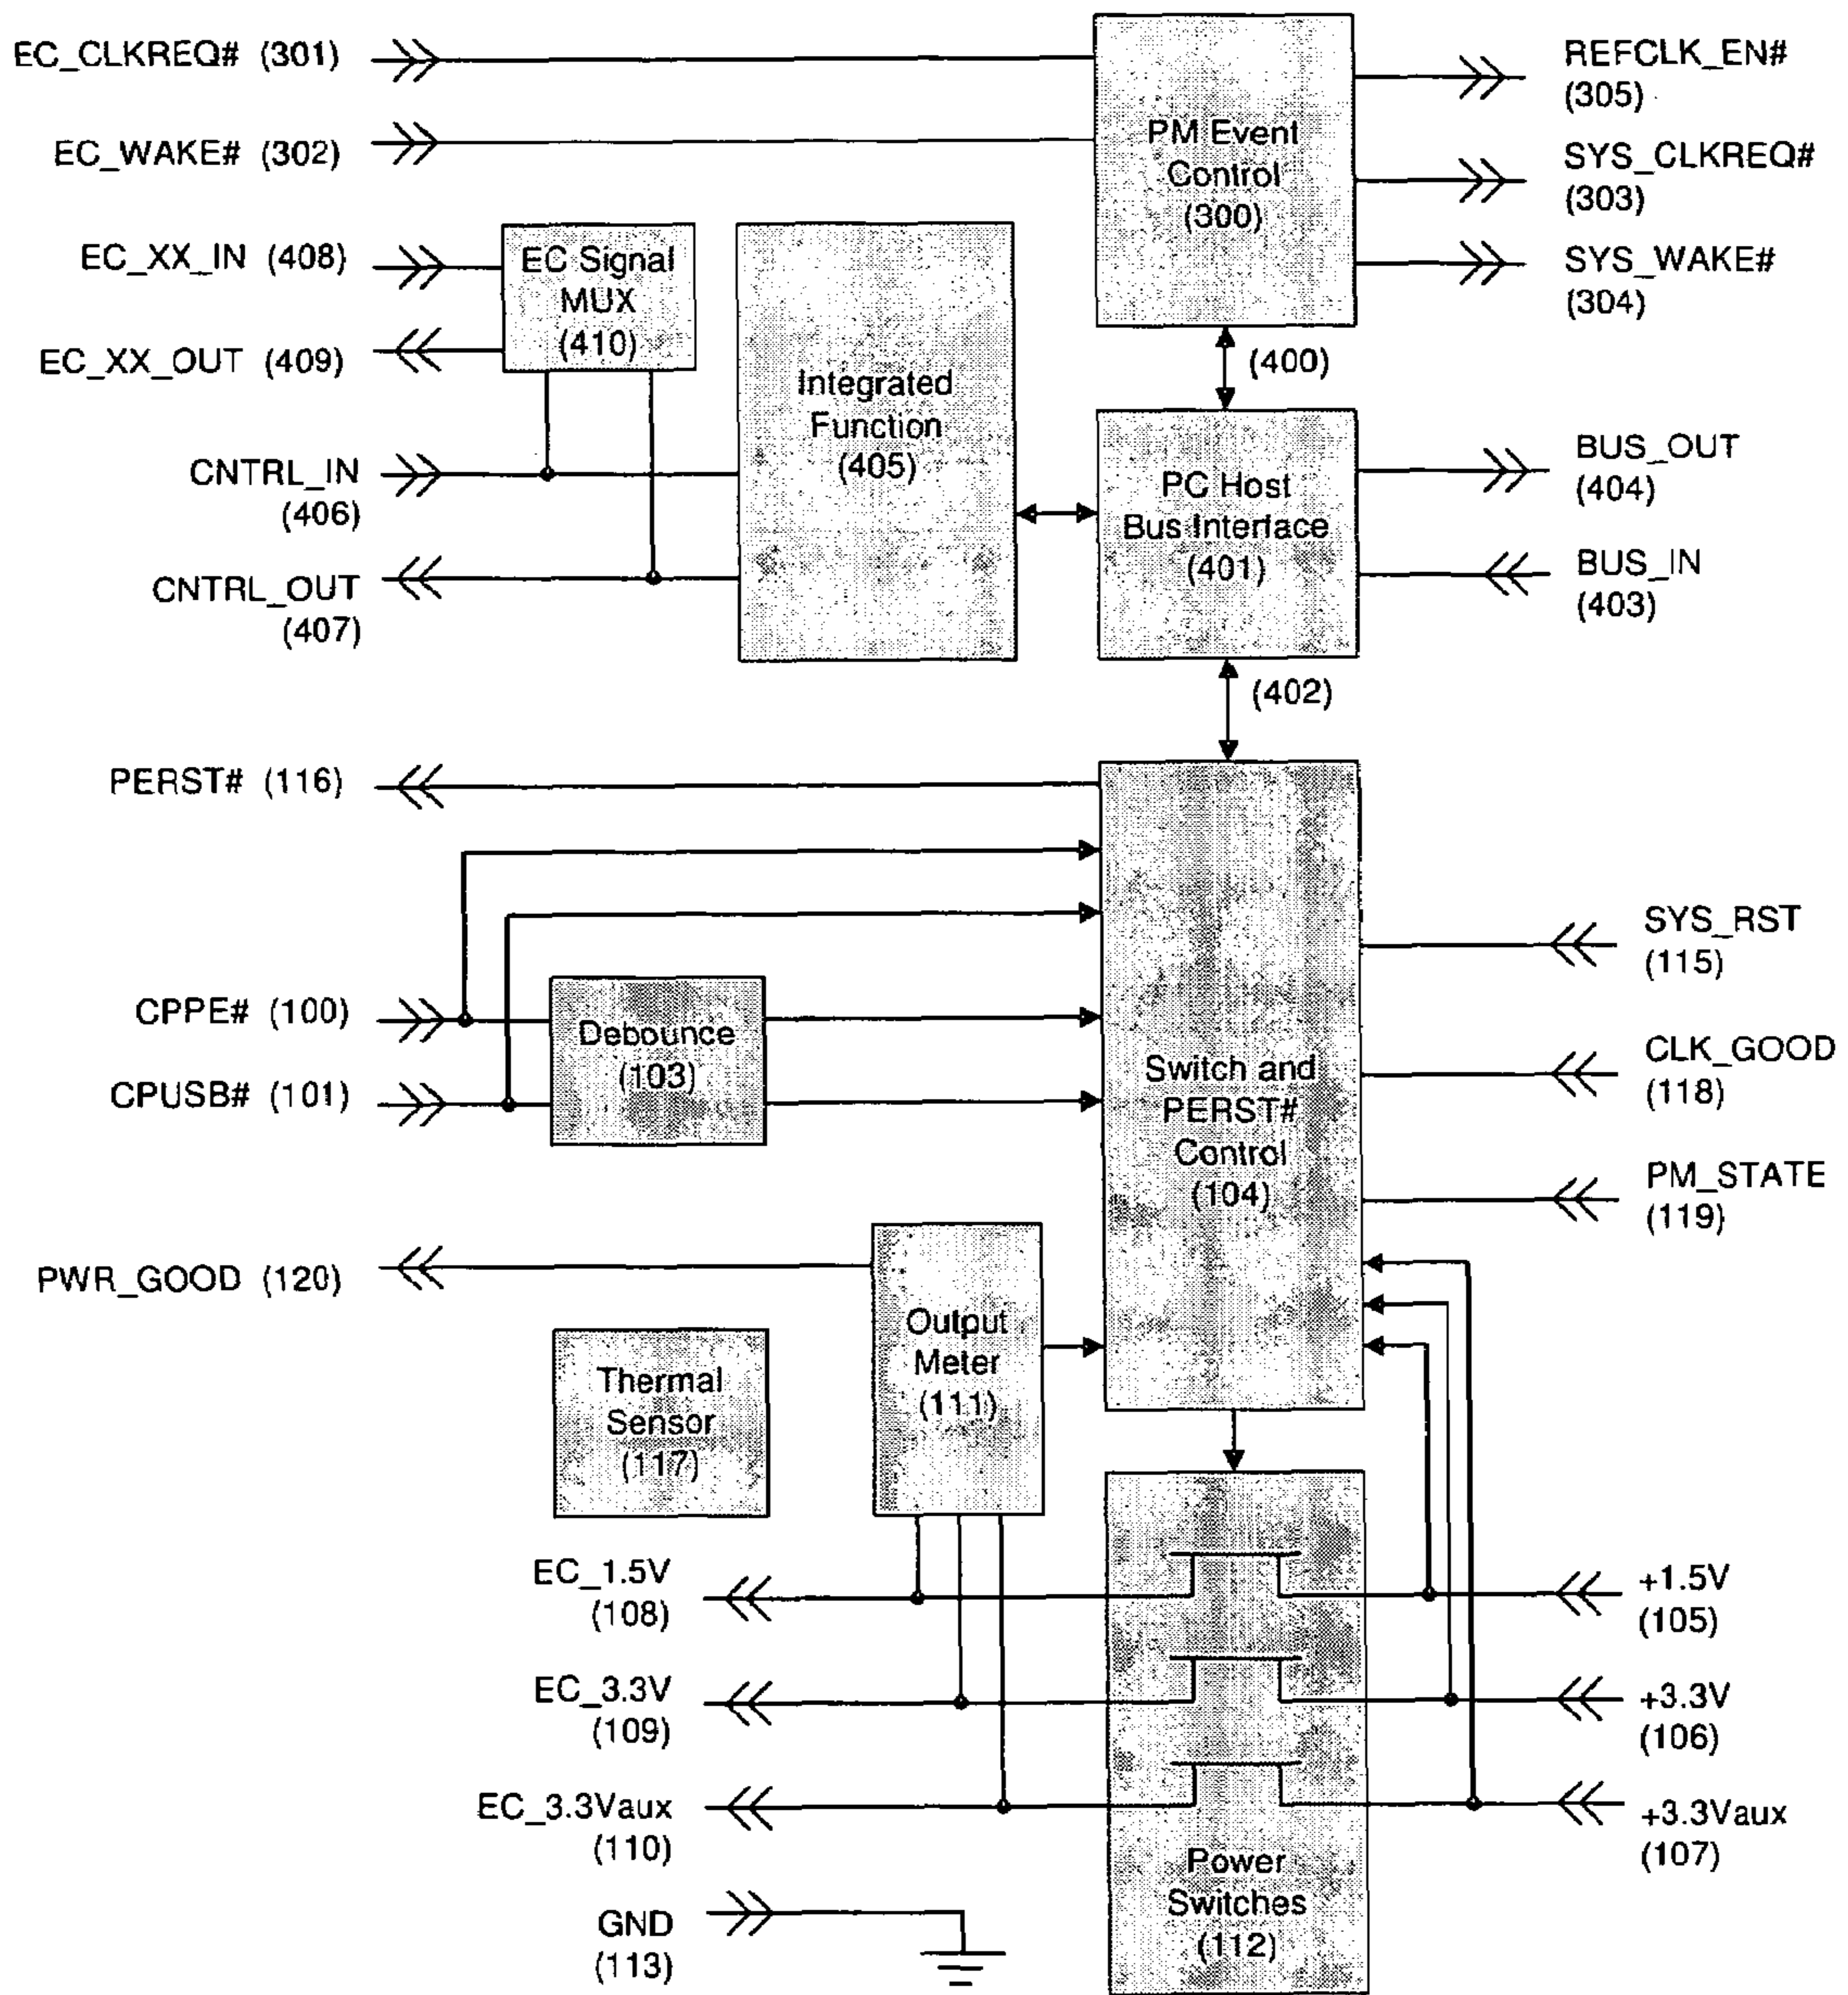 EC_CLKREQ# (301)
EC_WAKE# (302)
EC_XX_IN (408)
EC_XX_OUT (409)
CNTRL_IN
(406)
CNTRL_OUT
(407)
EC Signal
MUX
(410)
Integrated
Function
(405)
PM Event
Control
(300)
REFCLK_EN#
(305)
SYS_CLKREQ#
(303)
SYS_WAKE#
(304)
(400)
PC Host
Bus Interface
(401)
BUS_OUT
(404)
BUS_IN
(403)
(402)
PERST# (116)
CPPE# (100)
CPUSB# (101)
Debounce
(103)
Switch and
PERST#
Control
(104)
SYS_RST
(115)
CLK_GOOD
(118)
PM_STATE
(119)
PWR_GOOD (120)
Thermal
Sensor
(117)
Output
Meter
(111)
EC_1.5V
(108)
EC_3.3V
(109)
EC_3.3Vaux
(110)
GND
(113)
Power
Switches
(112)
+1.5V
(105)
+3.3V
(106)
+3.3Vaux
(107)